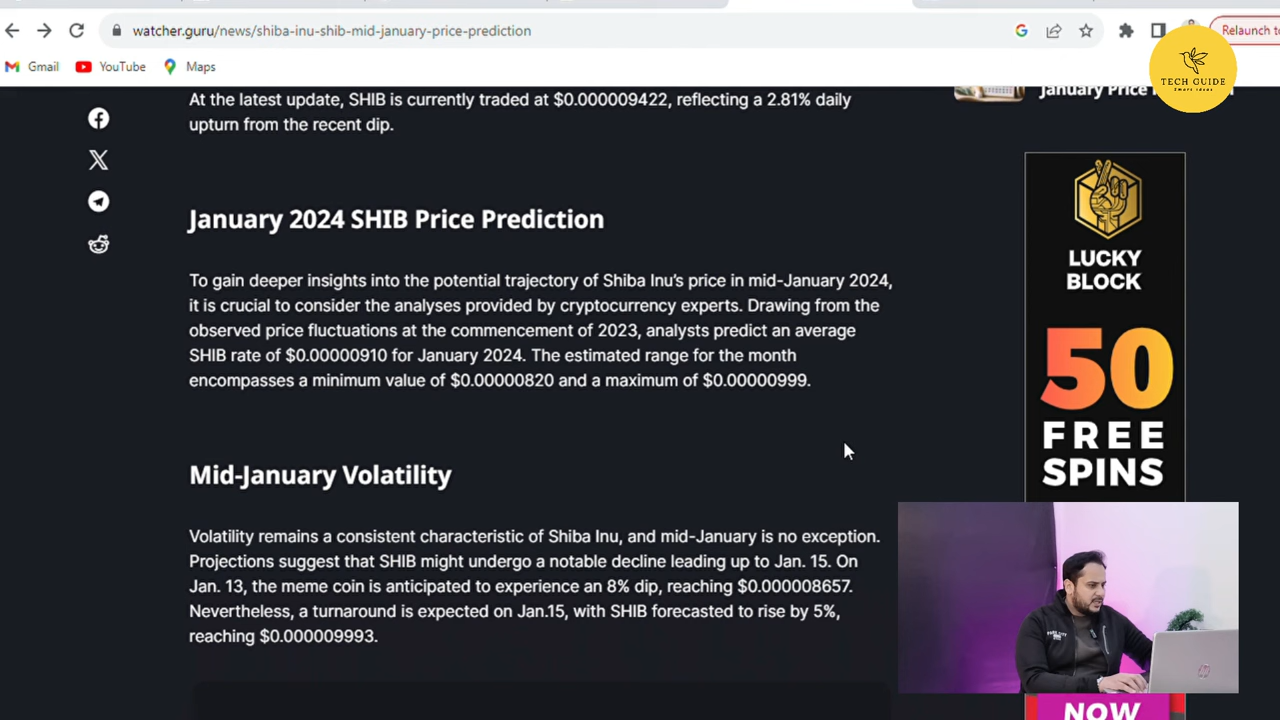 watcher.guru/news/shiba-inu-shib-mid-january-price-prediction
Relaunch to
Gmail YouTube Maps
TECH GUIDE
At the latest update, SHIB is currently traded at $0.000009422, reflecting a 2.81% daily
upturn from the recent dip.
January 2024 SHIB Price Prediction
To gain deeper insights into the potential trajectory of Shiba Inu's price in mid-January 2024,
it is crucial to consider the analyses provided by cryptocurrency experts. Drawing from the
observed price fluctuations at the commencement of 2023, analysts predict an average
SHIB rate of $0.00000910 for January 2024. The estimated range for the month
encompasses a minimum value of $0.00000820 and a maximum of $0.00000999.
Mid-January Volatility
Volatility remains a consistent characteristic of Shiba Inu, and mid-January is no exception.
Projections suggest that SHIB might undergo a notable decline leading up to Jan. 15. On
Jan. 13, the meme coin is anticipated to experience an 8% dip, reaching $0.000008657.
Nevertheless, a turnaround is expected on Jan.15, with SHIB forecasted to rise by 5%,
reaching $0.000009993.
January Price
LUCKY
BLOCK
50
FREE
SPINS
NOW